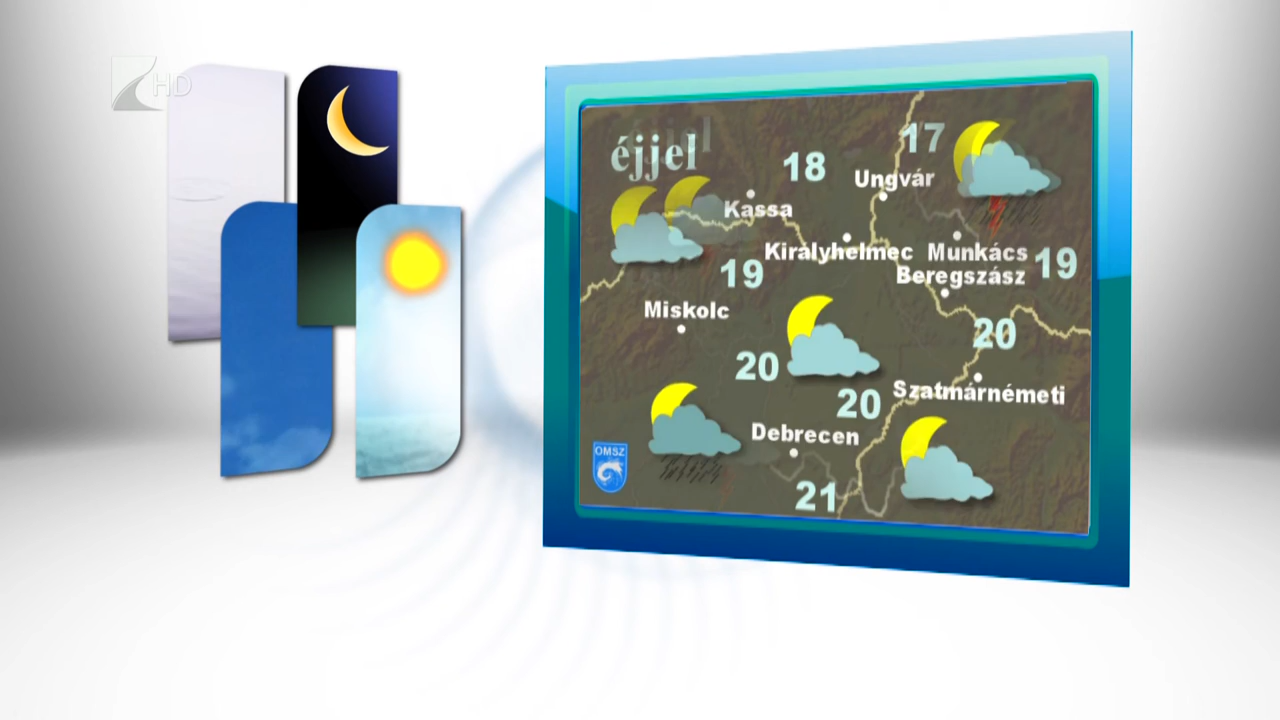 HD
éjjel
17
18
Ungvár
Kassa
Királyhelmec
Munkács
19
19
Beregszász
Miskolc
20
20
20
Szatmárnémeti
Debrecen
OMSZ
21